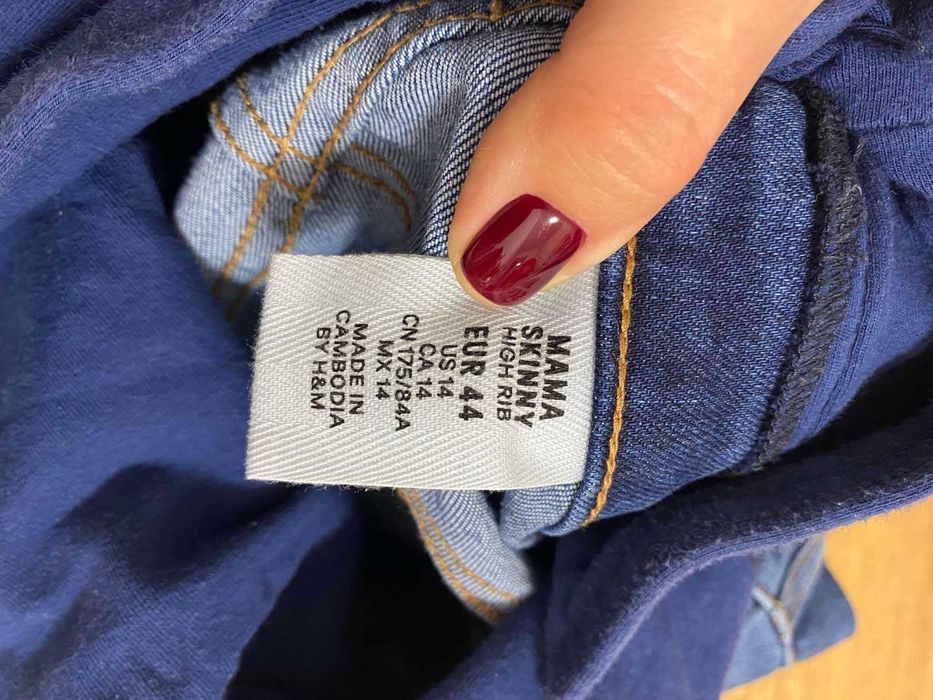 MAMA
SKINNY
HIGH RIB
EUR 44
US 14
CA 14
CN 175/84A
MX 14
MADE IN
CAMBODIA
BY H&M